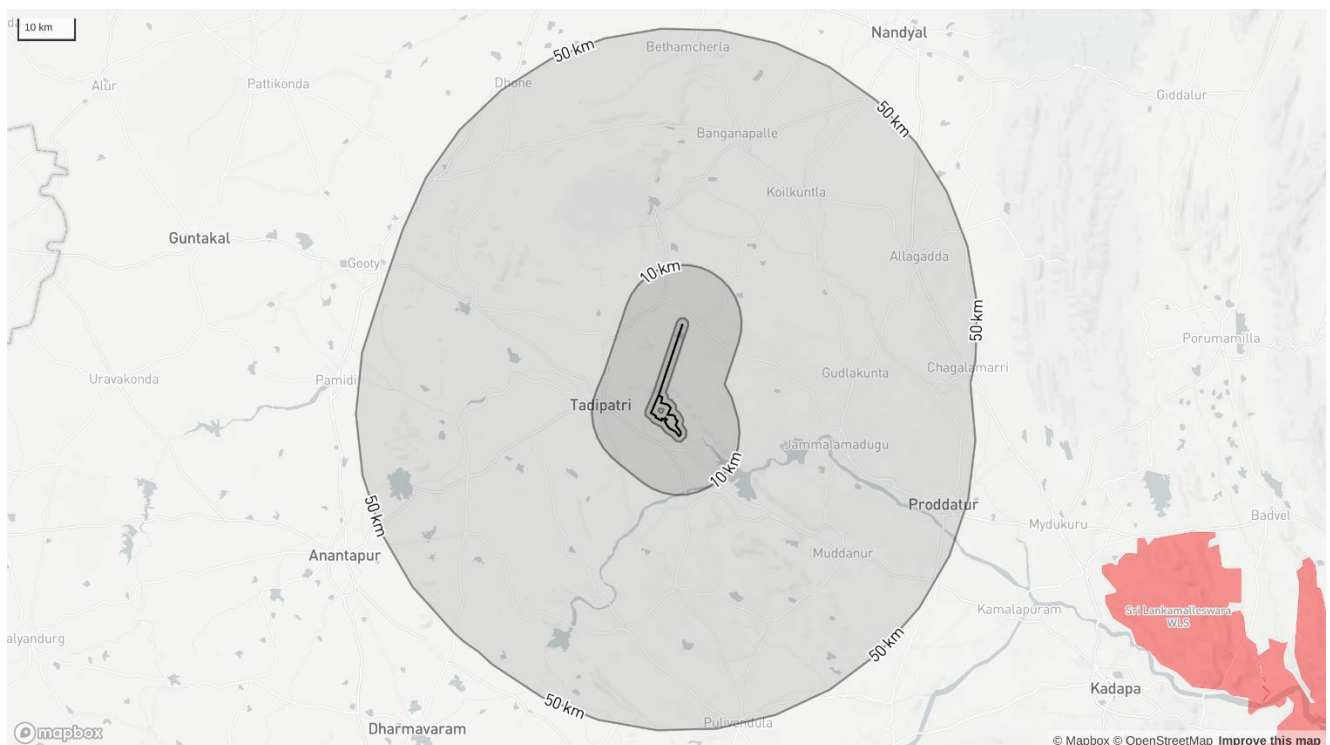 10 km
50 km
Bethamcherla
Nandyal
Alur
Pattikonda
Dhone
Giddalur
50 km
Banganapalle
Koilkuntla
Guntakal
Gooty
Allagadda
10 km
50 km
Porumamilla
Uravakonda
Pamidi
Gudlakunta
Chagalamarri
Tadipatri
Jammalamadugu
10 km
50 km
Proddatur
Mydukuru
Badvel
Anantapur
Muddanur
Kamalapuram
Sri Lankamalleswara
WLS
alyandurg
50 km
Kadapa
50 km
Dharmavaram
Pulivendula
mapbox
© Mapbox © OpenStreetMap Improve this map